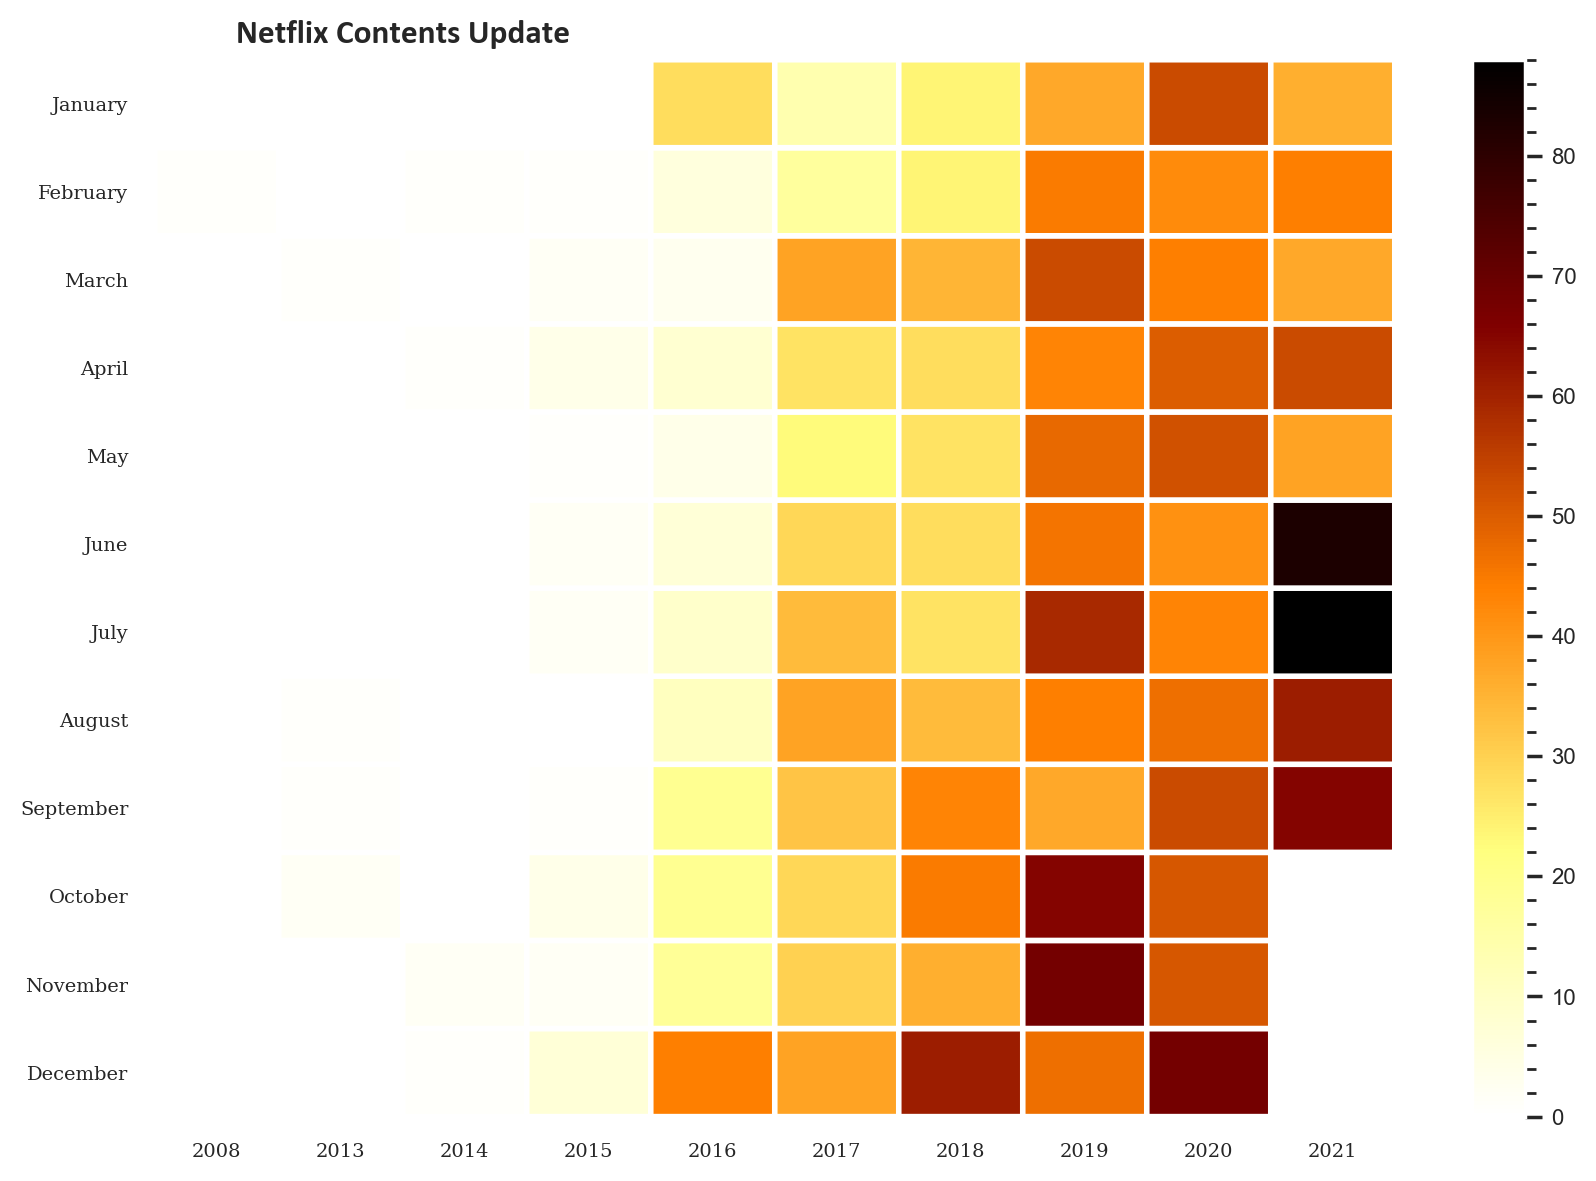 Netflix Contents Update
January
February
March
April
May
June
July
August
September
October
November
December
2008 2013 2014 2015 2016 2017 2018 2019 2020 2021
80
70
60
50
40
30
20
10
0